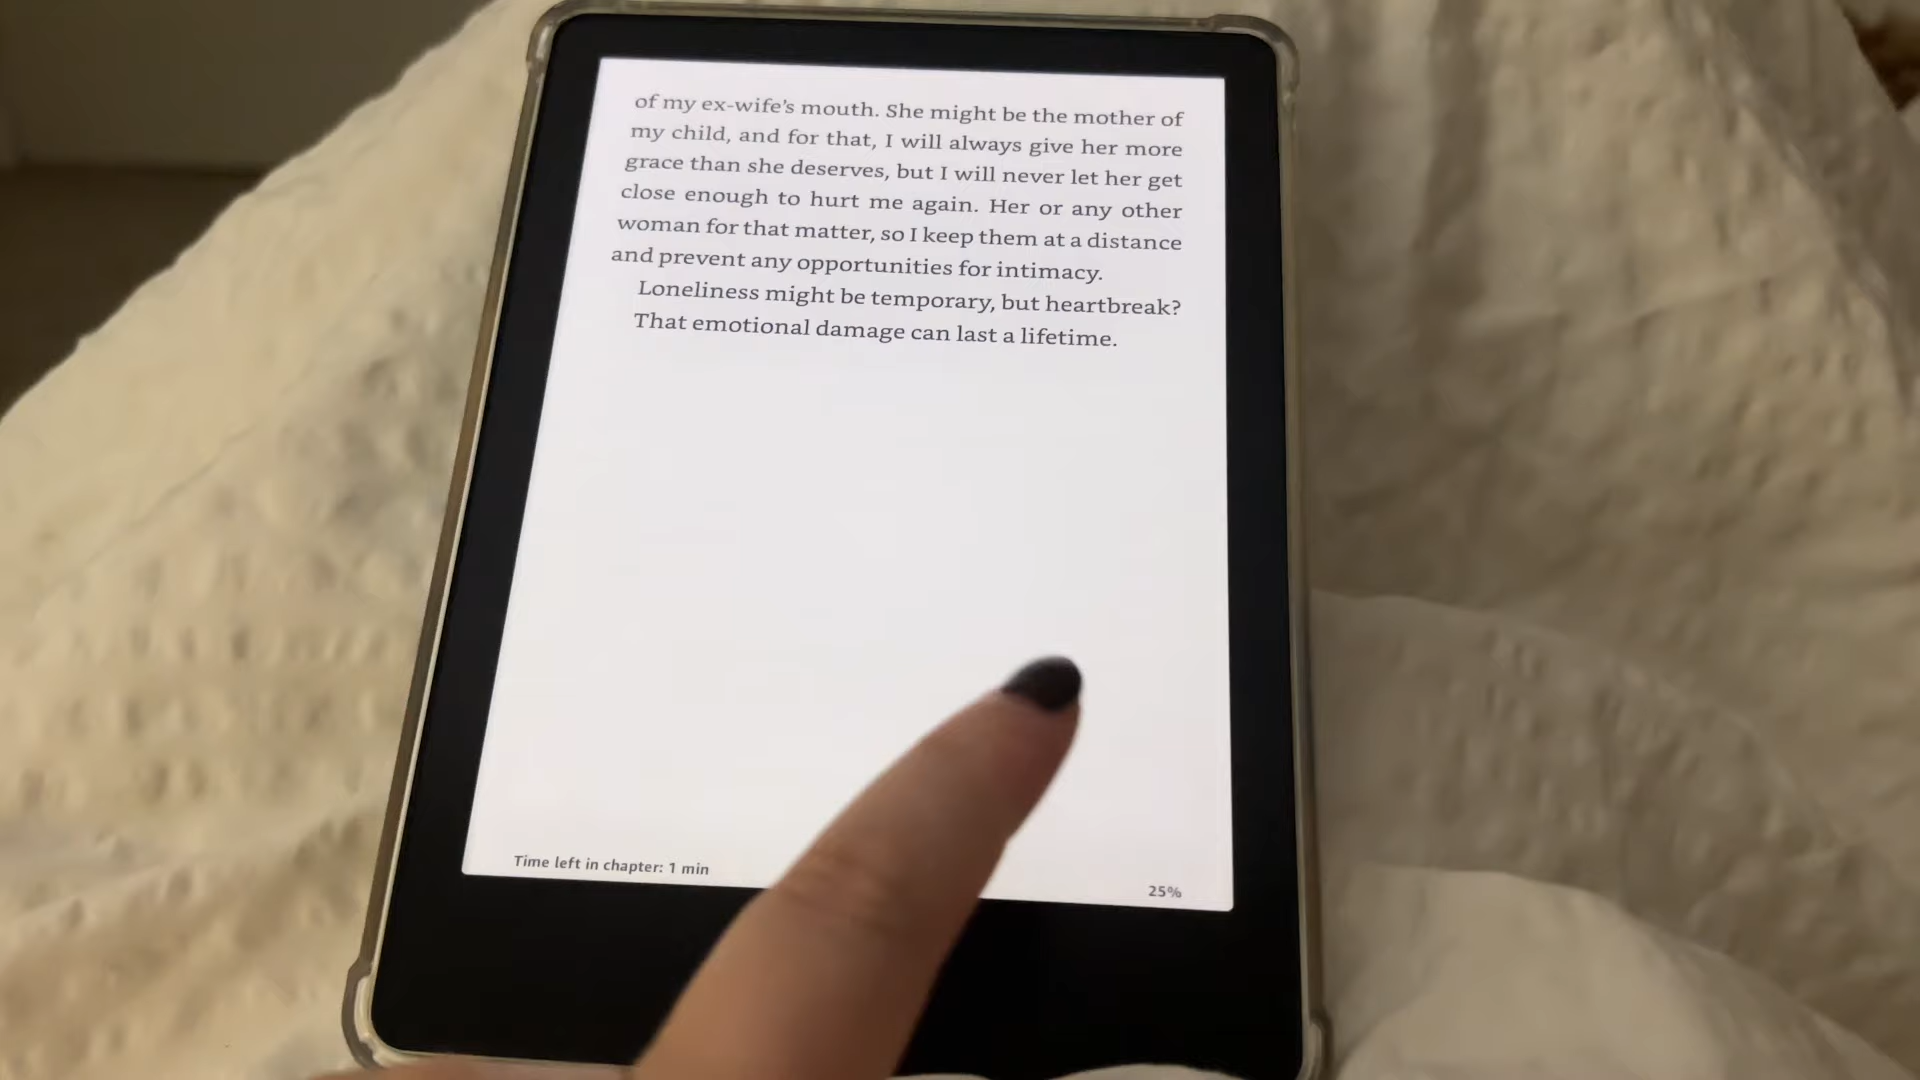 of my ex-wife's mouth. She might be the mother of
my child, and for that, I will always give her more
grace than she deserves, but I will never let her get
close enough to hurt me again. Her or any other
woman for that matter, so I keep them at a distance
and prevent any opportunities for intimacy.
Loneliness might be temporary, but heartbreak?
That emotional damage can last a lifetime.
Time left in chapter: 1 min
25%